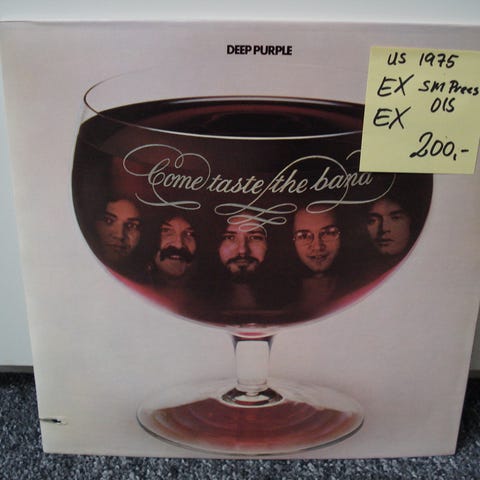 DEEP PURPLE
US 1975
EX SM Press
EX OIS
200,-
Come taste the band